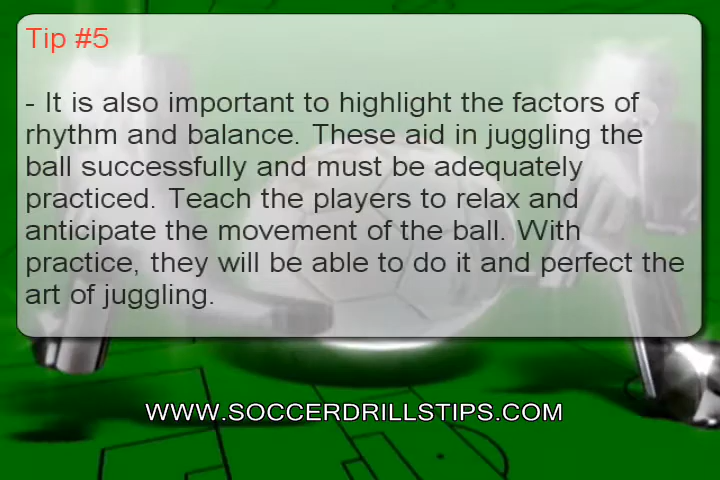 Tip #5
- It is also important to highlight the factors of
rhythm and balance. These aid in juggling the
ball successfully and must be adequately
practiced. Teach the players to relax and
anticipate the movement of the ball. With
practice, they will be able to do it and perfect the
art of juggling.
WWW.SOCCERDRILLSTIPS.COM